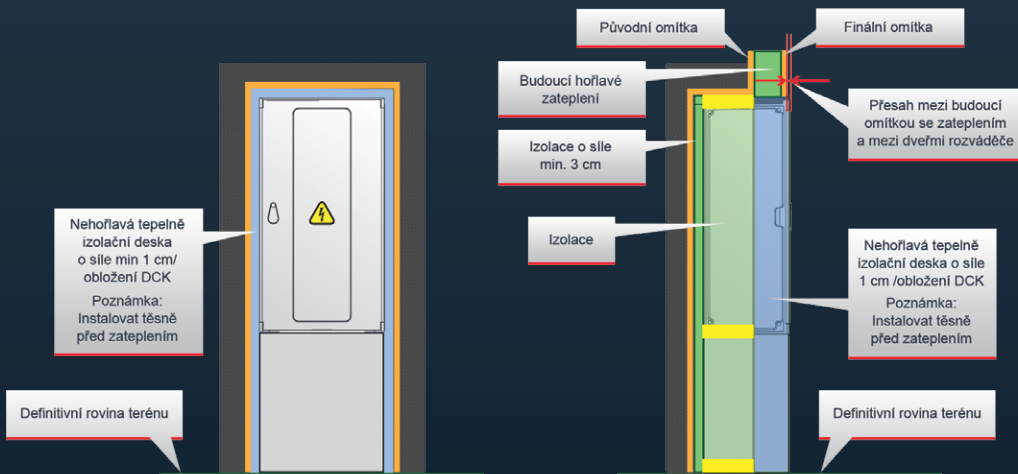 Původní omítka
Finální omítka
Budoucí hořlavé
zateplení
Přesah mezi budoucí
omítkou se zateplením
a mezi dveřmi rozváděče
Izolace o síle
min. 3 cm
Nehořlavá tepelně
izolační deska
o síle min 1 cm/
obložení DCK
Poznámka:
Instalovat těsně
před zateplením
Izolace
Nehořlavá tepelně
izolační deska o síle
1 cm /obložení DCK
Poznámka:
Instalovat těsně
před zateplením
Definitivní rovina terénu
Definitivní rovina terénu